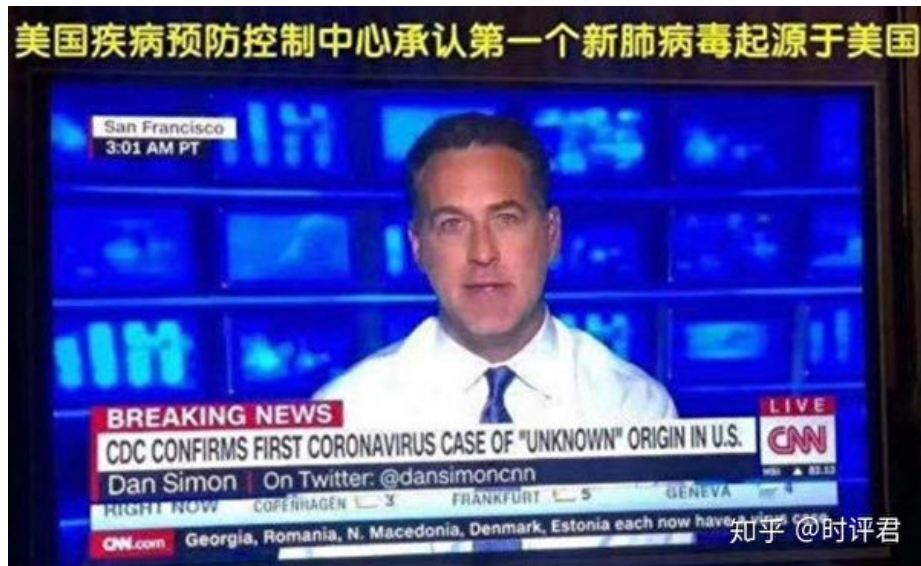 美国疾病预防控制中心承认第一个新肺病毒起源于美国
San Francisco
3:01 AM PT
BREAKING NEWS
LIVE
CDC CONFIRMS FIRST CORONAVIRUS CASE OF "UNKNOWN" ORIGIN IN U.S.
CNN
Dan Simon | On Twitter: @dansimoncnn
RIGHT NOW COPENHAGEN 3 FRANKFURT 5 GENEVA 4
CNN.com Georgia, Romania, N. Macedonia, Denmark, Estonia each now have a virus case
知乎 @时评君